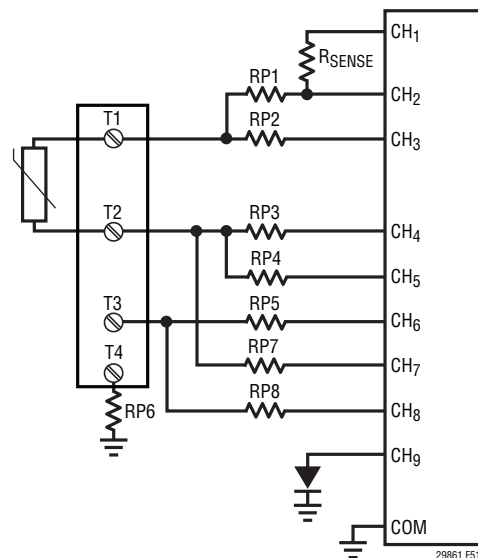 CH1
RSENSE
RP1
CH2
T1
RP2
CH3
T2
RP3
CH4
RP4
CH5
T3
RP5
CH6
T4
RP7
CH7
RP6
RP8
CH8
CH9
COM
29861 F51